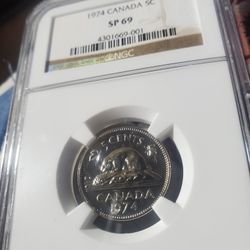 1974 CANADA 5C
SP 69
4301669-001
NGC
5 CENTS
CANADA
1974